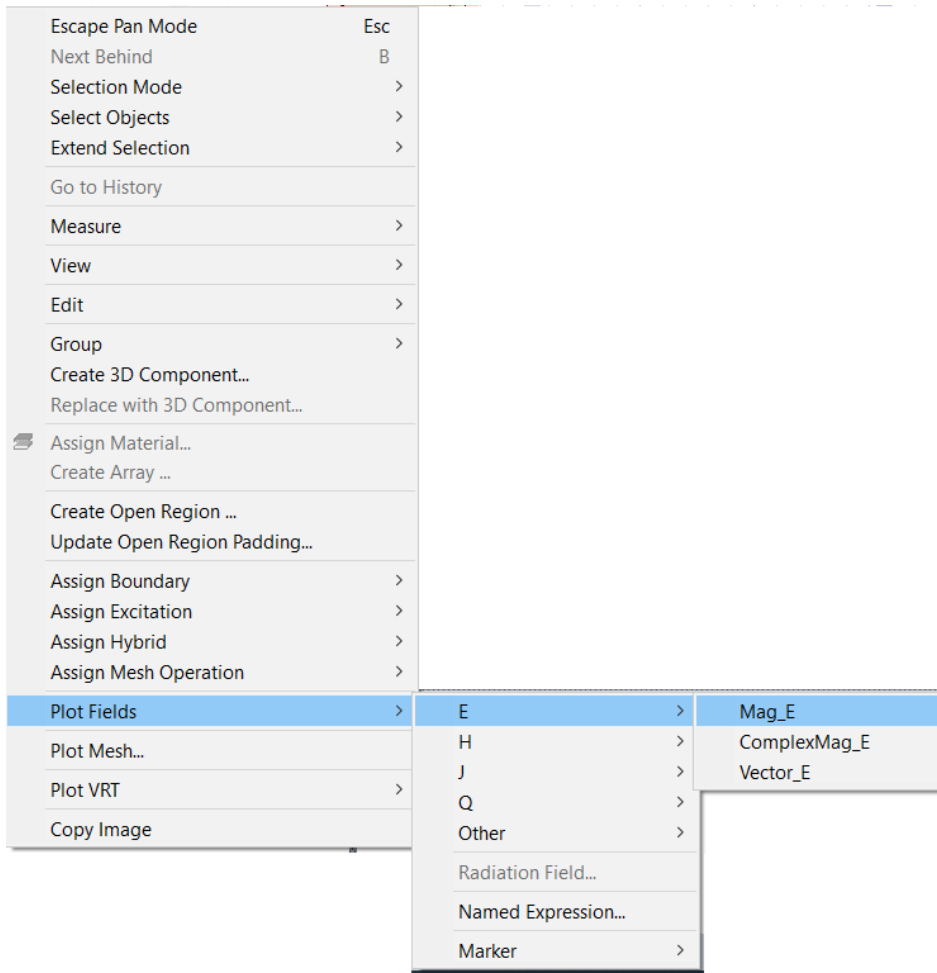 Escape Pan Mode Esc
Next Behind B
Selection Mode
Select Objects
Extend Selection
Go to History
Measure
View
Edit
Group
Create 3D Component...
Replace with 3D Component...
Assign Material...
Create Array ...
Create Open Region ...
Update Open Region Padding...
Assign Boundary
Assign Excitation
Assign Hybrid
Assign Mesh Operation
Plot Fields
Plot Mesh...
Plot VRT
Copy Image
E
H
J
Q
Other
Radiation Field...
Named Expression...
Marker
Mag_E
ComplexMag_E
Vector_E